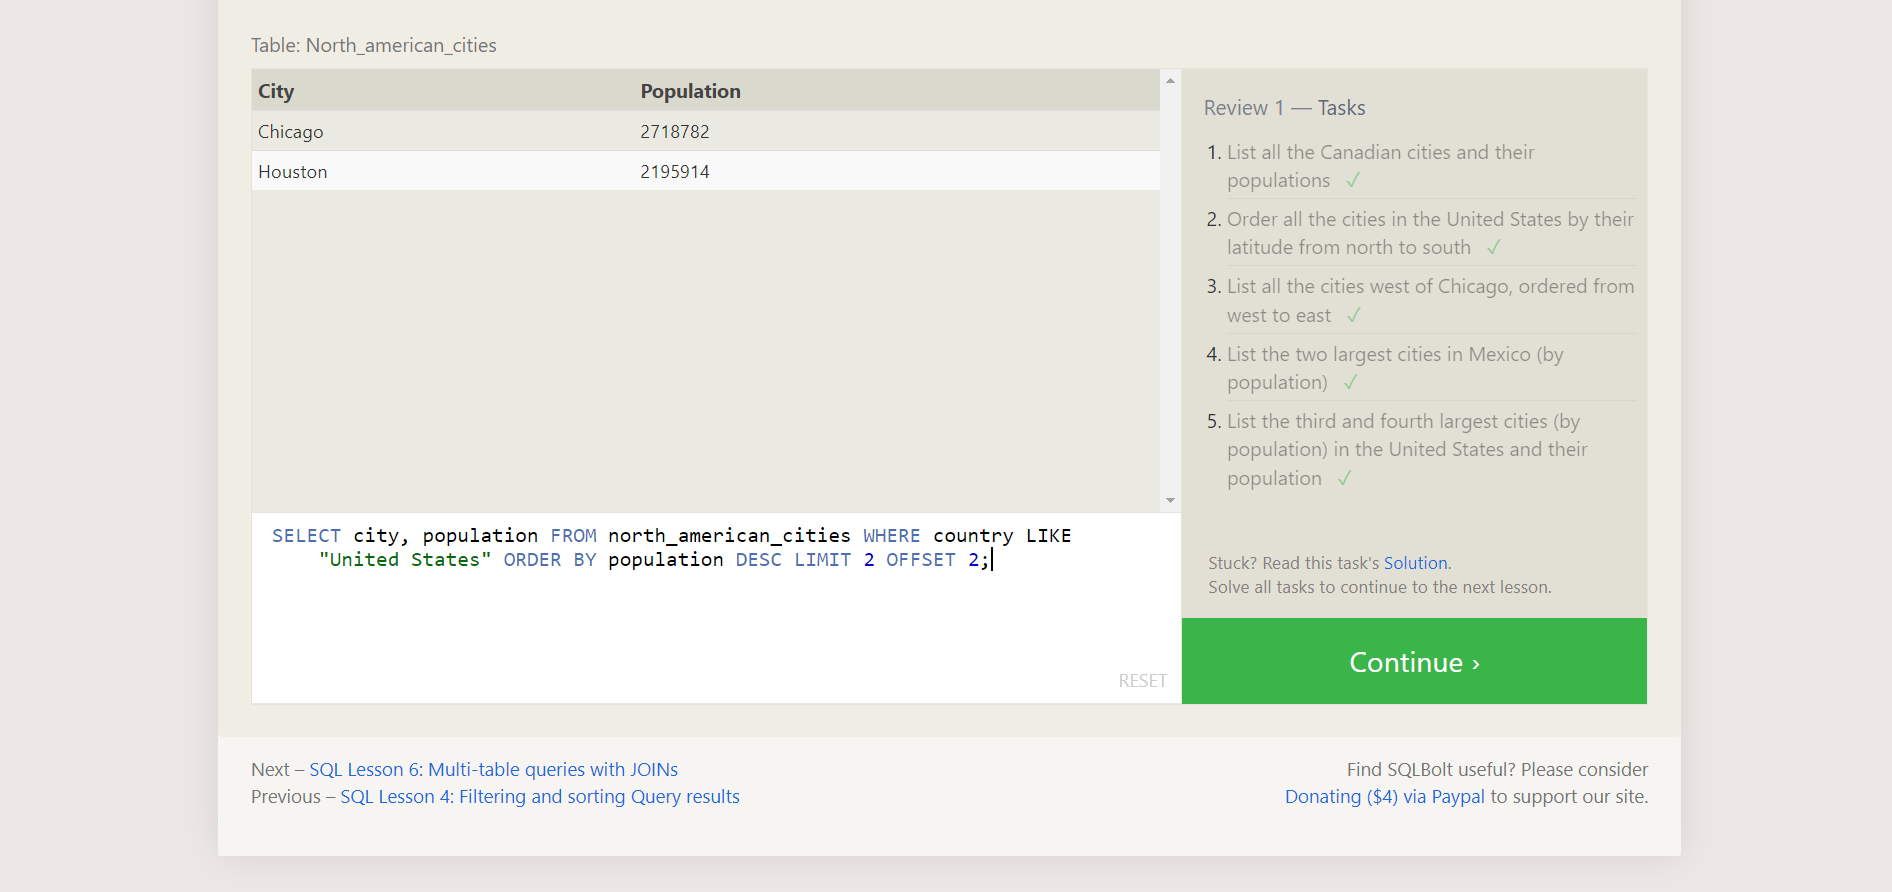 Table: North_american_cities
City Population
Chicago 2718782
Houston 2195914
SELECT city, population FROM north_american_cities WHERE country LIKE
"United States" ORDER BY population DESC LIMIT 2 OFFSET 2;
RESET
Review 1 — Tasks
1. List all the Canadian cities and their
populations ✓
2. Order all the cities in the United States by their
latitude from north to south ✓
3. List all the cities west of Chicago, ordered from
west to east ✓
4. List the two largest cities in Mexico (by
population) ✓
5. List the third and fourth largest cities (by
population) in the United States and their
population ✓
Stuck? Read this task's Solution.
Solve all tasks to continue to the next lesson.
Continue ›
Next – SQL Lesson 6: Multi-table queries with JOINs
Previous – SQL Lesson 4: Filtering and sorting Query results
Find SQLBolt useful? Please consider
Donating ($4) via Paypal to support our site.